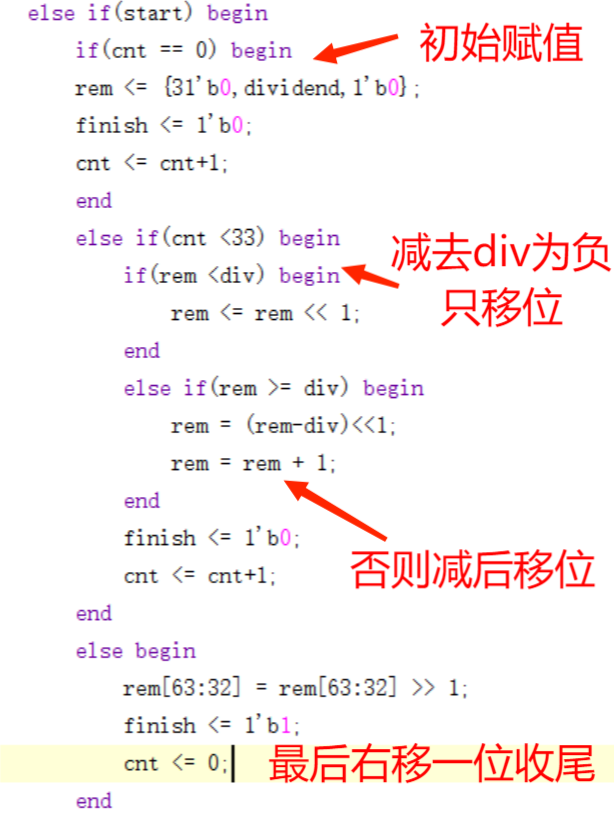 else if(start) begin
if(cnt == 0) begin
初始赋值
rem <= {31'b0,dividend,1'b0};
finish <= 1'b0;
cnt <= cnt+1;
end
else if(cnt <33) begin
减去div为负
只移位
if(rem <div) begin
rem <= rem << 1;
end
else if(rem >= div) begin
rem = (rem-div)<<1;
rem = rem + 1;
end
否则减后移位
finish <= 1'b0;
cnt <= cnt+1;
end
else begin
rem[63:32] = rem[63:32] >> 1;
finish <= 1'b1;
cnt <= 0;
最后右移一位收尾
end